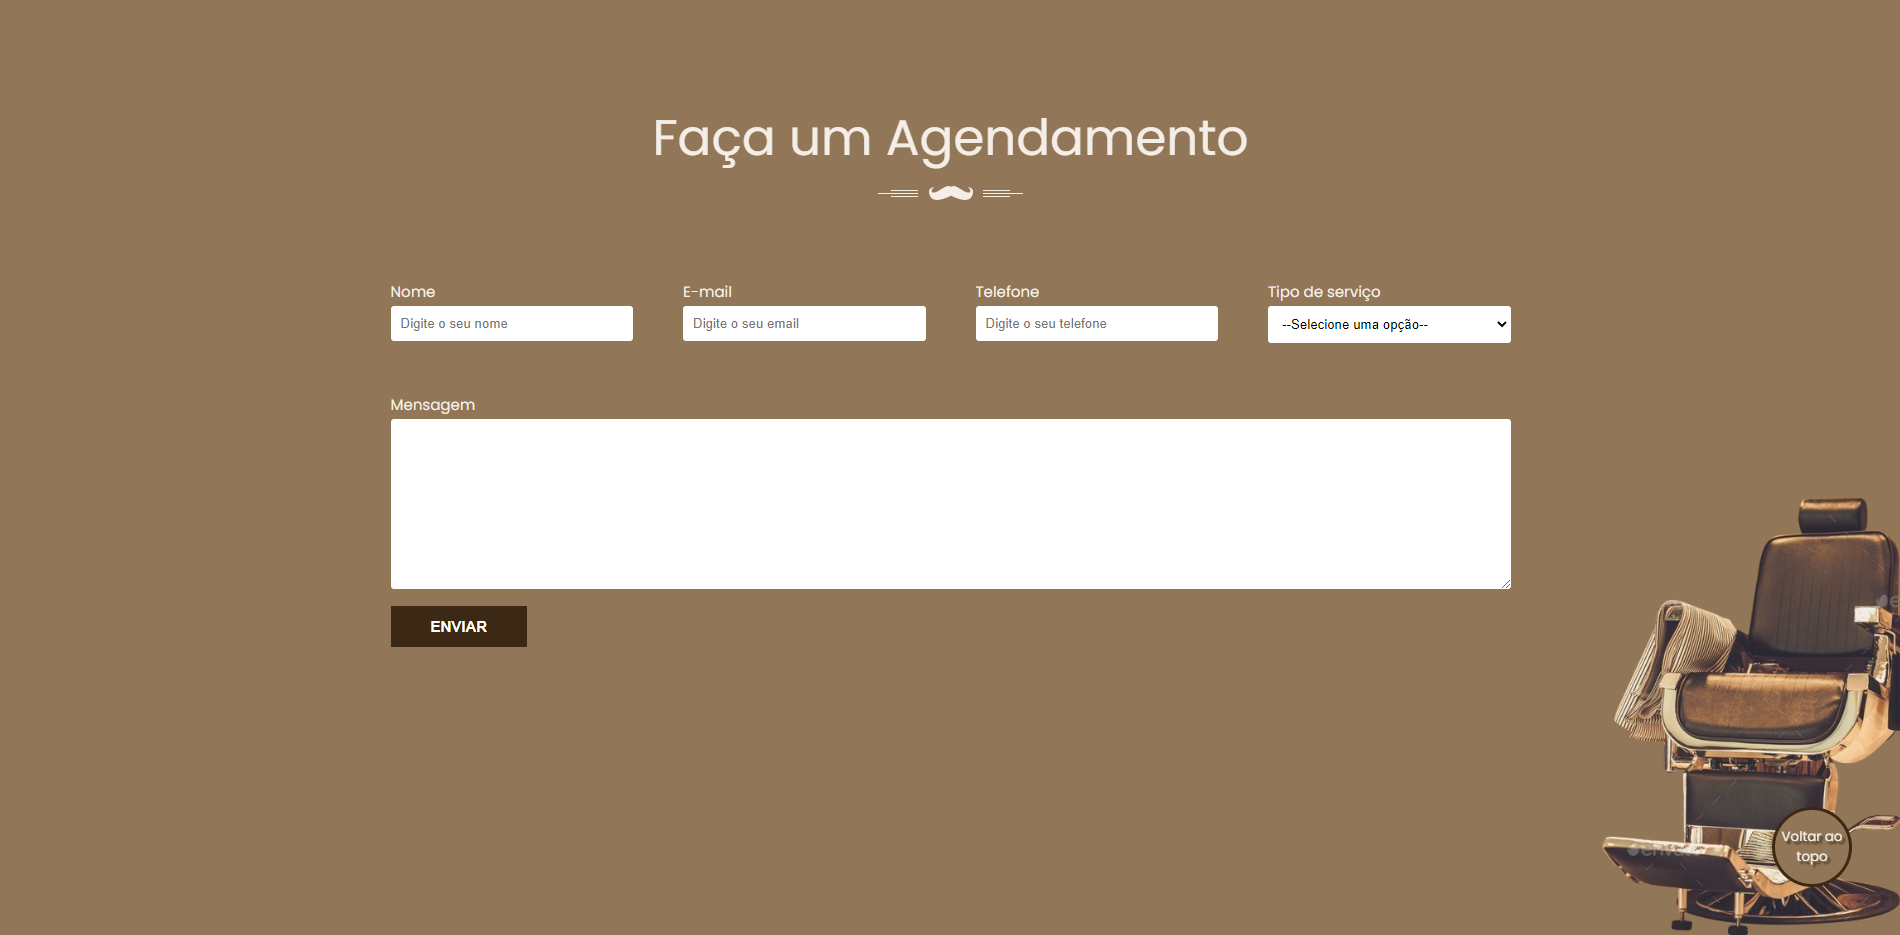 Faça um Agendamento
Nome
E-mail
Telefone
Tipo de serviço
Digite o seu nome
Digite o seu email
Digite o seu telefone
--Selecione uma opção--
Mensagem
ENVIAR
Voltar ao
topo